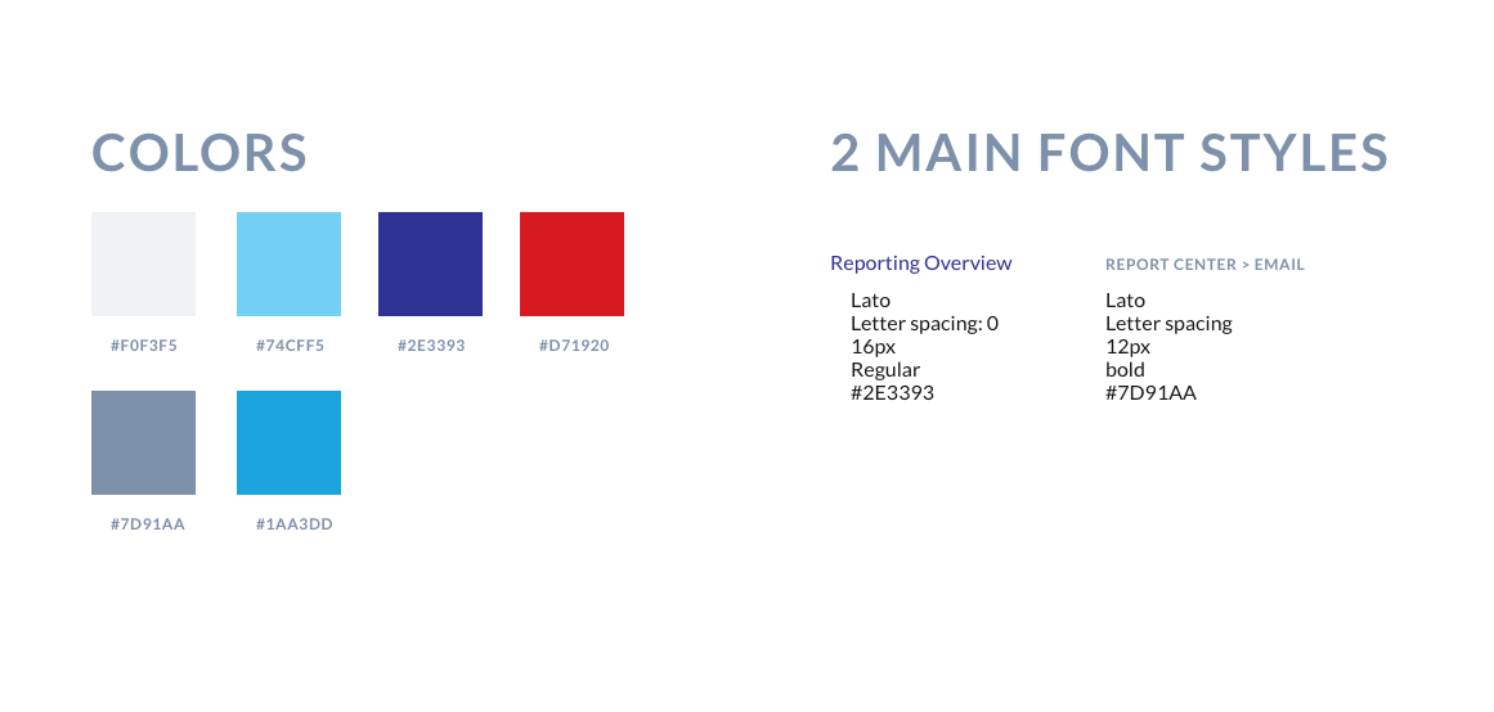 COLORS
#F0F3F5
#74CFF5
#2E3393
#D71920
#7D91AA
#1AA3DD
2 MAIN FONT STYLES
Reporting Overview
Lato
Letter spacing: 0
16px
Regular
#2E3393
REPORT CENTER > EMAIL
Lato
Letter spacing
12px
bold
#7D91AA